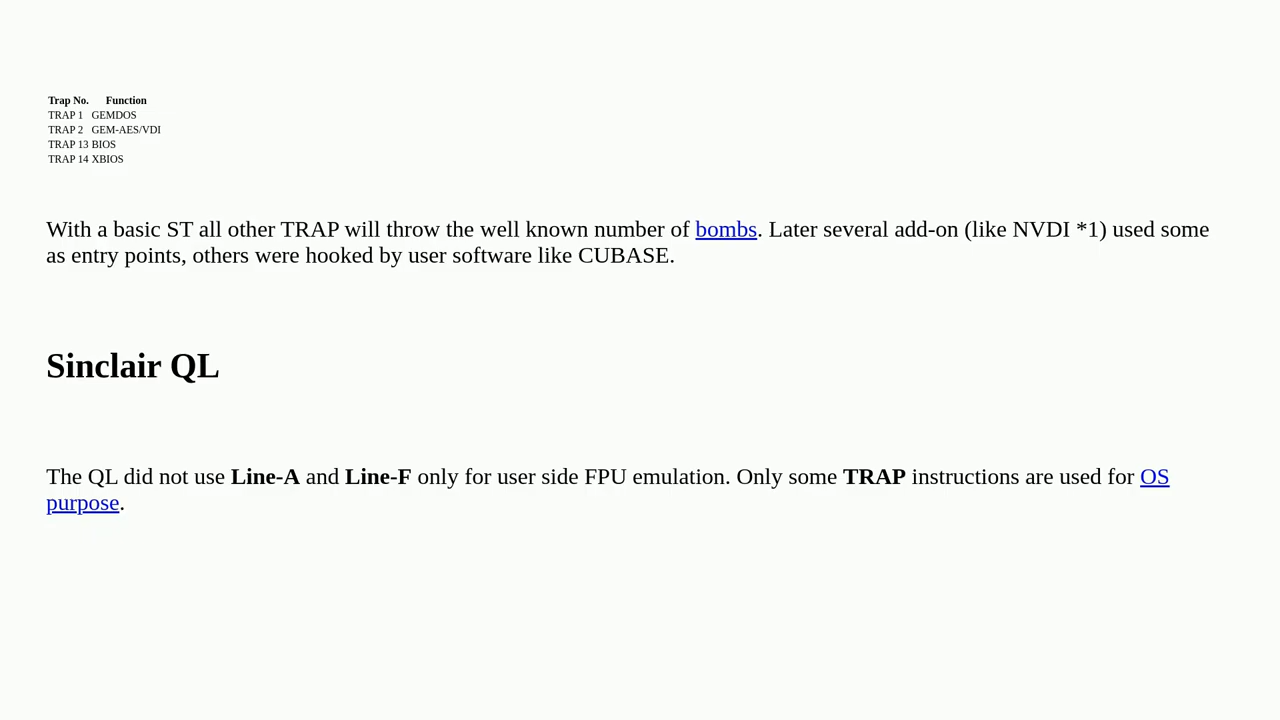 Trap No. Function
TRAP 1 GEMDOS
TRAP 2 GEM-AES/VDI
TRAP 13 BIOS
TRAP 14 XBIOS
With a basic ST all other TRAP will throw the well known number of bombs. Later several add-on (like NVDI *1) used some
as entry points, others were hooked by user software like CUBASE.
Sinclair QL
The QL did not use Line-A and Line-F only for user side FPU emulation. Only some TRAP instructions are used for OS
purpose.